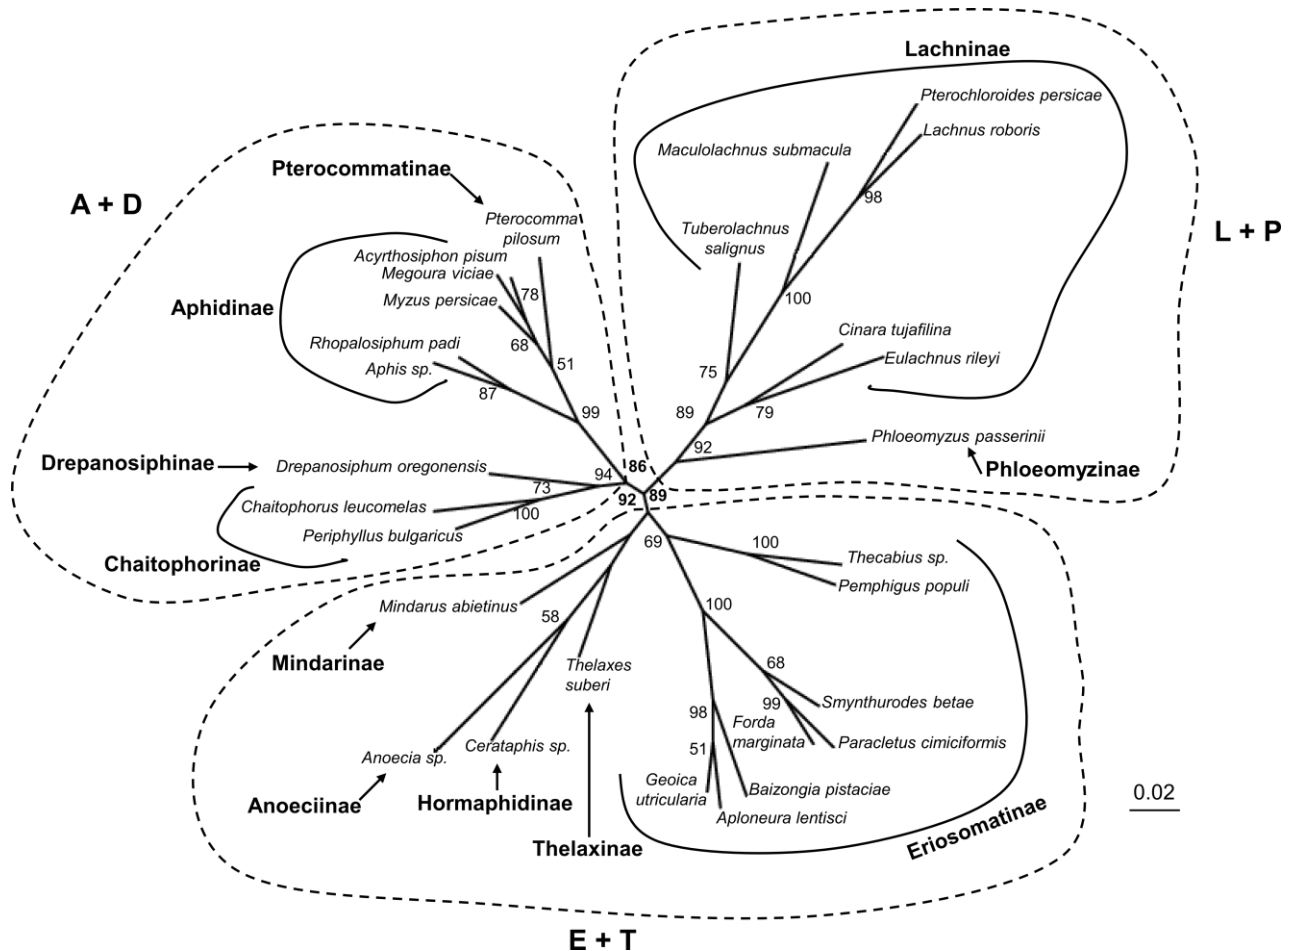 Lachninae
Pterochloroides persicae
Lachnus roboris
Maculolachnus submacula
98
Tuberolachnus
salignus
100
Cinara tujafilina
Eulachnus rileyi
75
79
89
92
Phloeomyzus passerinii
Phloeomyzinae
L + P
A + D
Pterocommatinae
Pterocomma
pilosum
Acyrthosiphon pisum
Megoura viciae
Myzus persicae
78
68
51
Aphidinae
Rhopalosiphum padi
Aphis sp.
87
99
Drepanosiphinae
Drepanosiphum oregonensis
94
73
Chaitophorus leucomelas
100
Periphyllus bulgaricus
Chaitophorinae
86
92
89
69
100
Thecabius sp.
Pemphigus populi
100
68
Smynthurodes betae
99
Forda
marginata
Paracletus cimiciformis
98
51
Geoica
utricularia
Baizongia pistaciae
Aploneura lentisci
Eriosomatinae
Mindarus abietinus
Mindarinae
58
Thelaxes
suberi
Anoecia sp.
Cerataphis sp.
Anoeciinae
Hormaphidinae
Thelaxinae
0.02
E + T